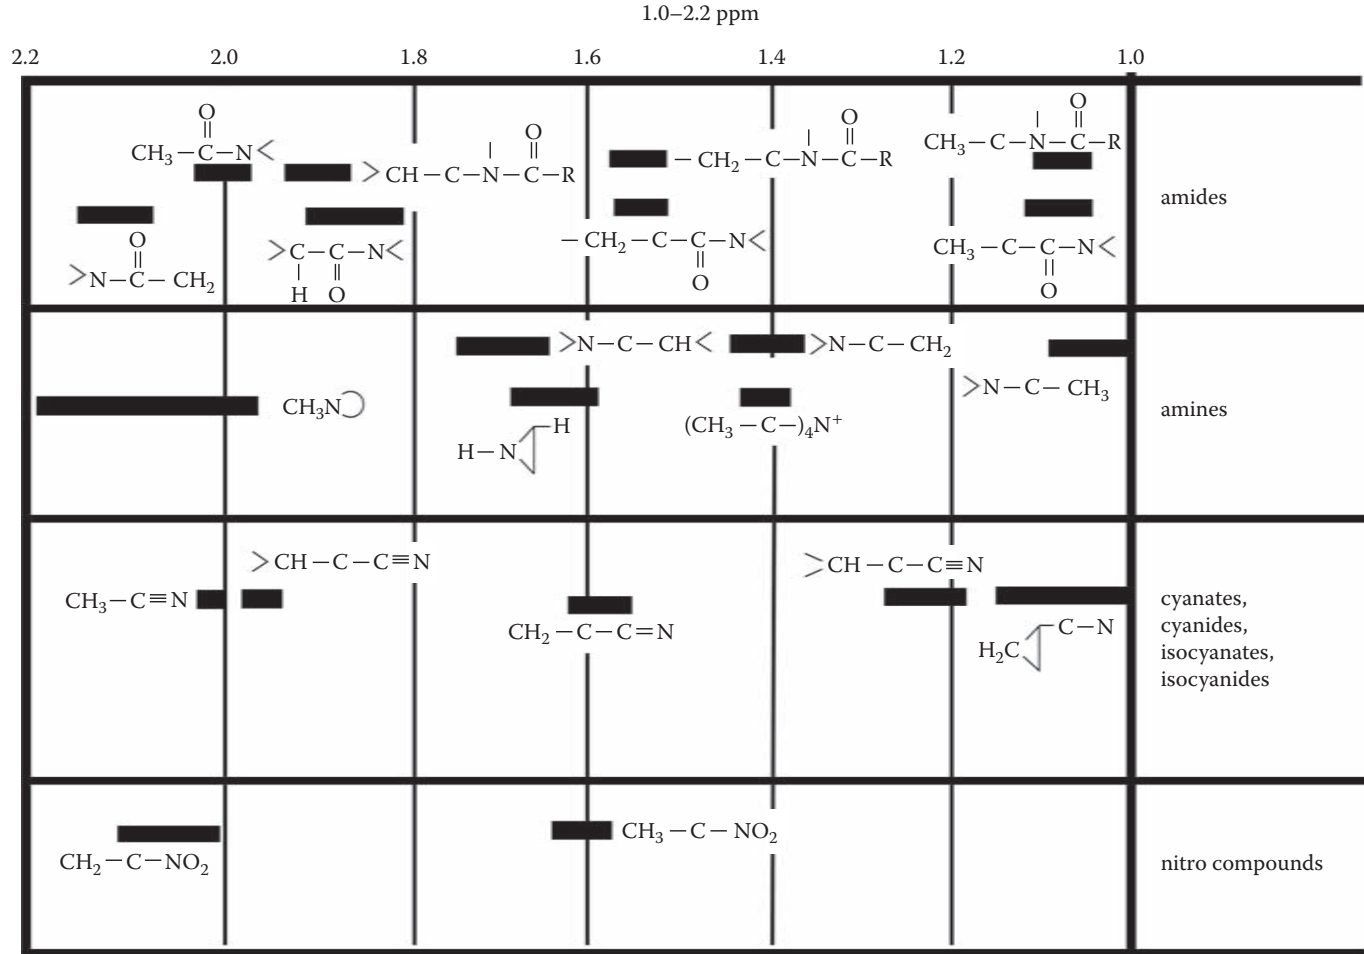 1.0–2.2 ppm
2.2 2.0 1.8 1.6 1.4 1.2 1.0
O
||
CH₃—C—N<
>CH—C—N—C—R
O
||
—CH₂—C—N—C—R
O
||
CH₃—C—N—C—R
O
||
amides
O
||
>N—C—CH₂
>C—C—N<
H O
—CH₂—C—C—N<
||
O
CH₃—C—C—N<
||
O
>N—C—CH<
>N—C—CH₂
>N—C—CH₃
CH₃N
H—N H
(CH₃—C—)₄N⁺
amines
>CH—C—C≡N
>CH—C—C≡N
CH₃—C≡N
CH₂—C—C=N
H₂C C—N
cyanates,
cyanides,
isocyanates,
isocyanides
CH₂—C—NO₂
CH₃—C—NO₂
nitro compounds